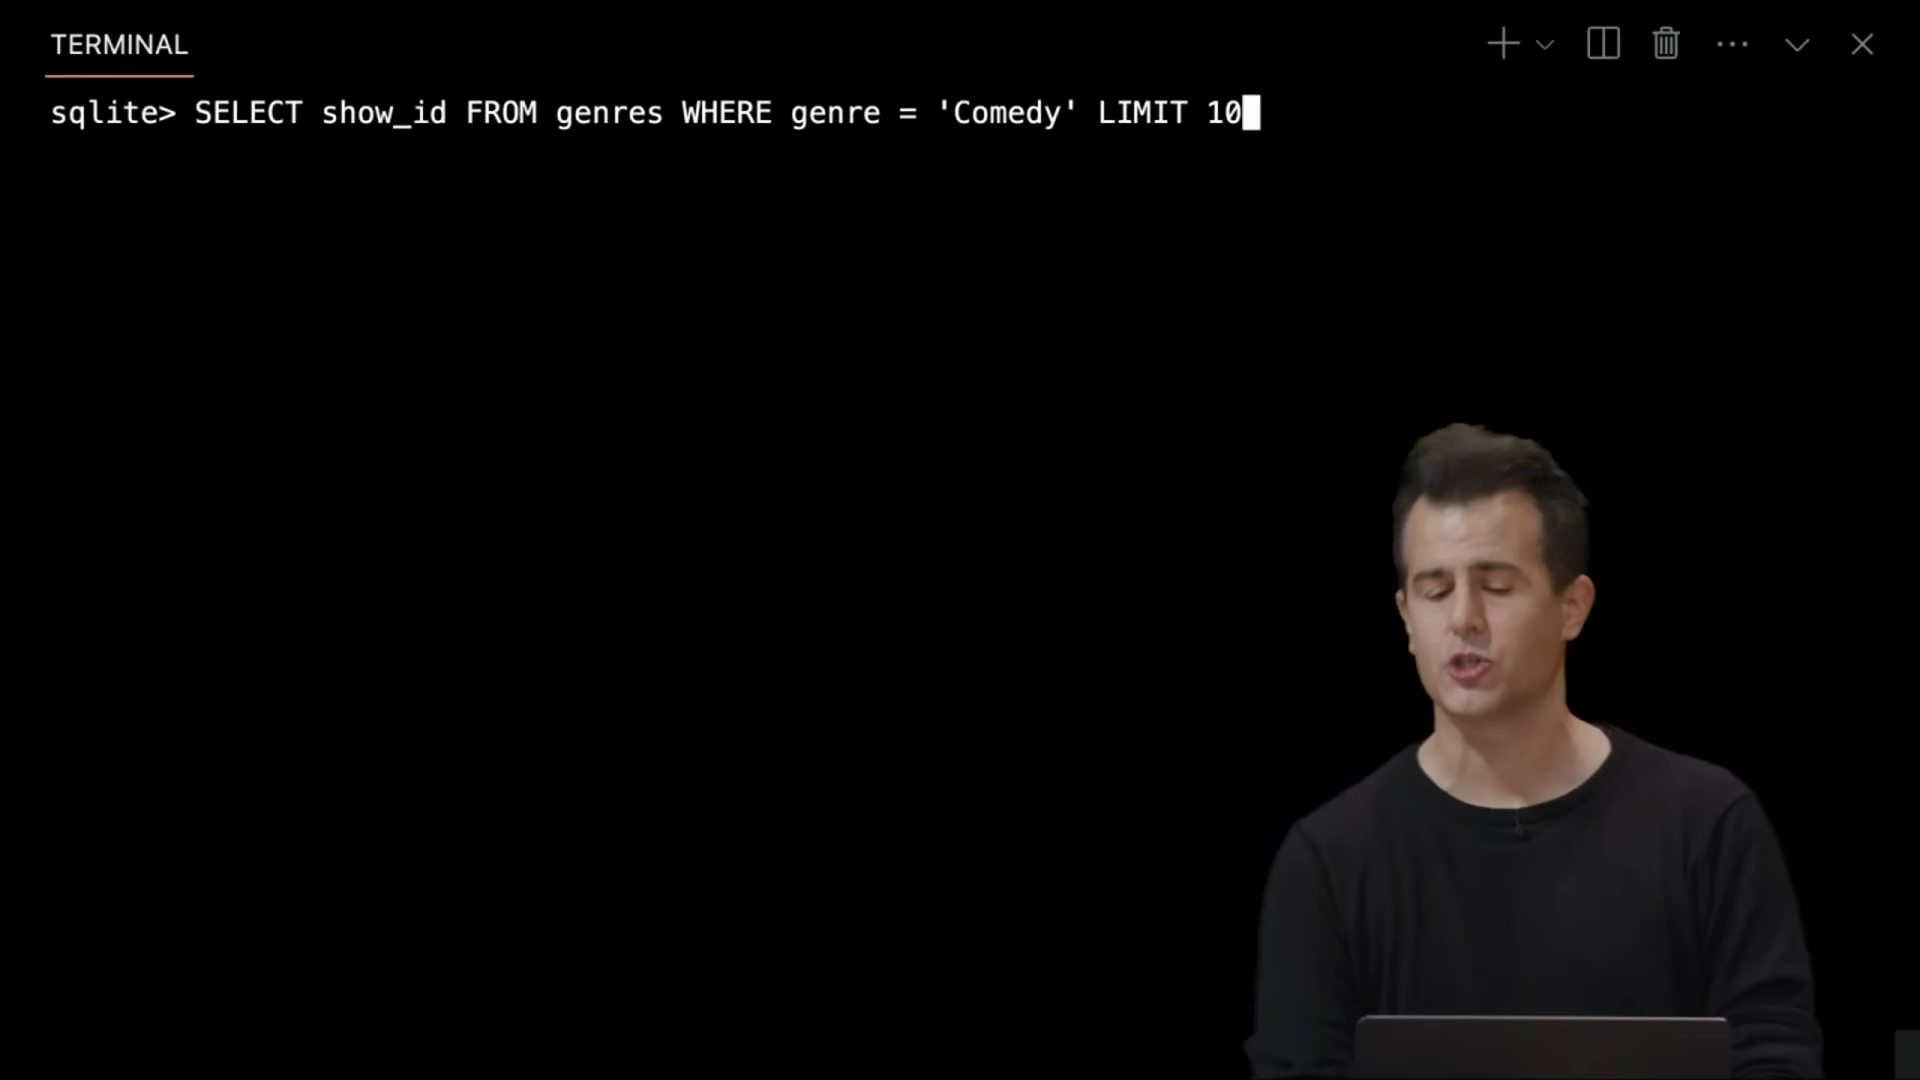 TERMINAL
sqlite> SELECT show_id FROM genres WHERE genre = 'Comedy' LIMIT 10